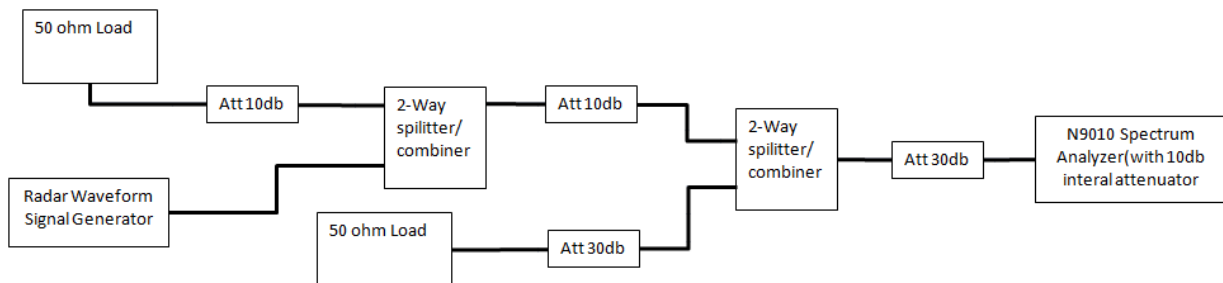 50 ohm Load
Att 10db
2-Way
spilitter/
combiner
Att 10db
2-Way
spilitter/
combiner
Att 30db
N9010 Spectrum
Analyzer(with 10db
interal attenuator
Radar Waveform
Signal Generator
50 ohm Load
Att 30db